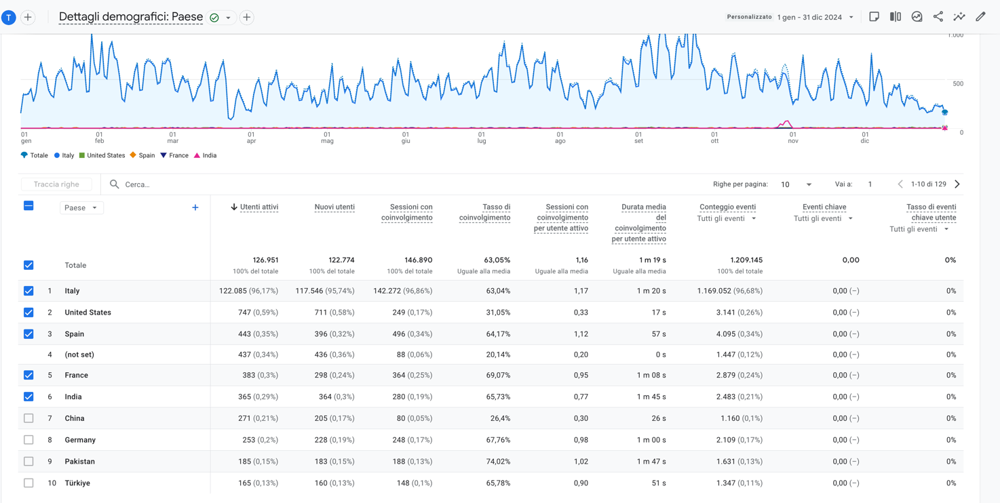 T
Dettagli demografici: Paese
Personalizzato 1 gen - 31 dic 2024
1.000
500
0
01 01 01 01 01 01 01 01 01 01 01 01
gen feb mar apr mag giu lug ago set ott nov dic
Totale Italy United States Spain France India
Traccia righe Cerca... Righe per pagina: 10 Vai a: 1 1-10 di 129
Paese
Utenti attivi
Nuovi utenti
Sessioni con
coinvolgimento
Tasso di
coinvolgimento
Sessioni con
coinvolgimento
per utente attivo
Durata media
del
coinvolgimento
per utente attivo
Conteggio eventi
Tutti gli eventi
Eventi chiave
Tutti gli eventi
Tasso di eventi
chiave utente
Tutti gli eventi
Totale 126.951 122.774 146.890 63,05% 1,16 1 m 19 s 1.209.145 0,00 0%
100% del totale 100% del totale 100% del totale Uguale alla media Uguale alla media Uguale alla media 100% del totale
1 Italy 122.085 (96,17%) 117.546 (95,74%) 142.272 (96,86%) 63,04% 1,17 1 m 20 s 1.169.052 (96,68%) 0,00 (–) 0%
2 United States 747 (0,59%) 711 (0,58%) 249 (0,17%) 31,05% 0,33 17 s 3.141 (0,26%) 0,00 (–) 0%
3 Spain 443 (0,35%) 396 (0,32%) 496 (0,34%) 64,17% 1,12 57 s 4.095 (0,34%) 0,00 (–) 0%
4 (not set) 437 (0,34%) 436 (0,36%) 88 (0,06%) 20,14% 0,20 0 s 1.447 (0,12%) 0,00 (–) 0%
5 France 383 (0,3%) 298 (0,24%) 364 (0,25%) 69,07% 0,95 1 m 08 s 2.879 (0,24%) 0,00 (–) 0%
6 India 365 (0,29%) 364 (0,3%) 280 (0,19%) 65,73% 0,77 1 m 45 s 2.483 (0,21%) 0,00 (–) 0%
7 China 271 (0,21%) 205 (0,17%) 80 (0,05%) 26,4% 0,30 26 s 1.160 (0,1%) 0,00 (–) 0%
8 Germany 253 (0,2%) 228 (0,19%) 248 (0,17%) 67,76% 0,98 1 m 00 s 2.109 (0,17%) 0,00 (–) 0%
9 Pakistan 185 (0,15%) 183 (0,15%) 188 (0,13%) 74,02% 1,02 1 m 47 s 1.631 (0,13%) 0,00 (–) 0%
10 Türkiye 165 (0,13%) 160 (0,13%) 148 (0,1%) 65,78% 0,90 51 s 1.347 (0,11%) 0,00 (–) 0%